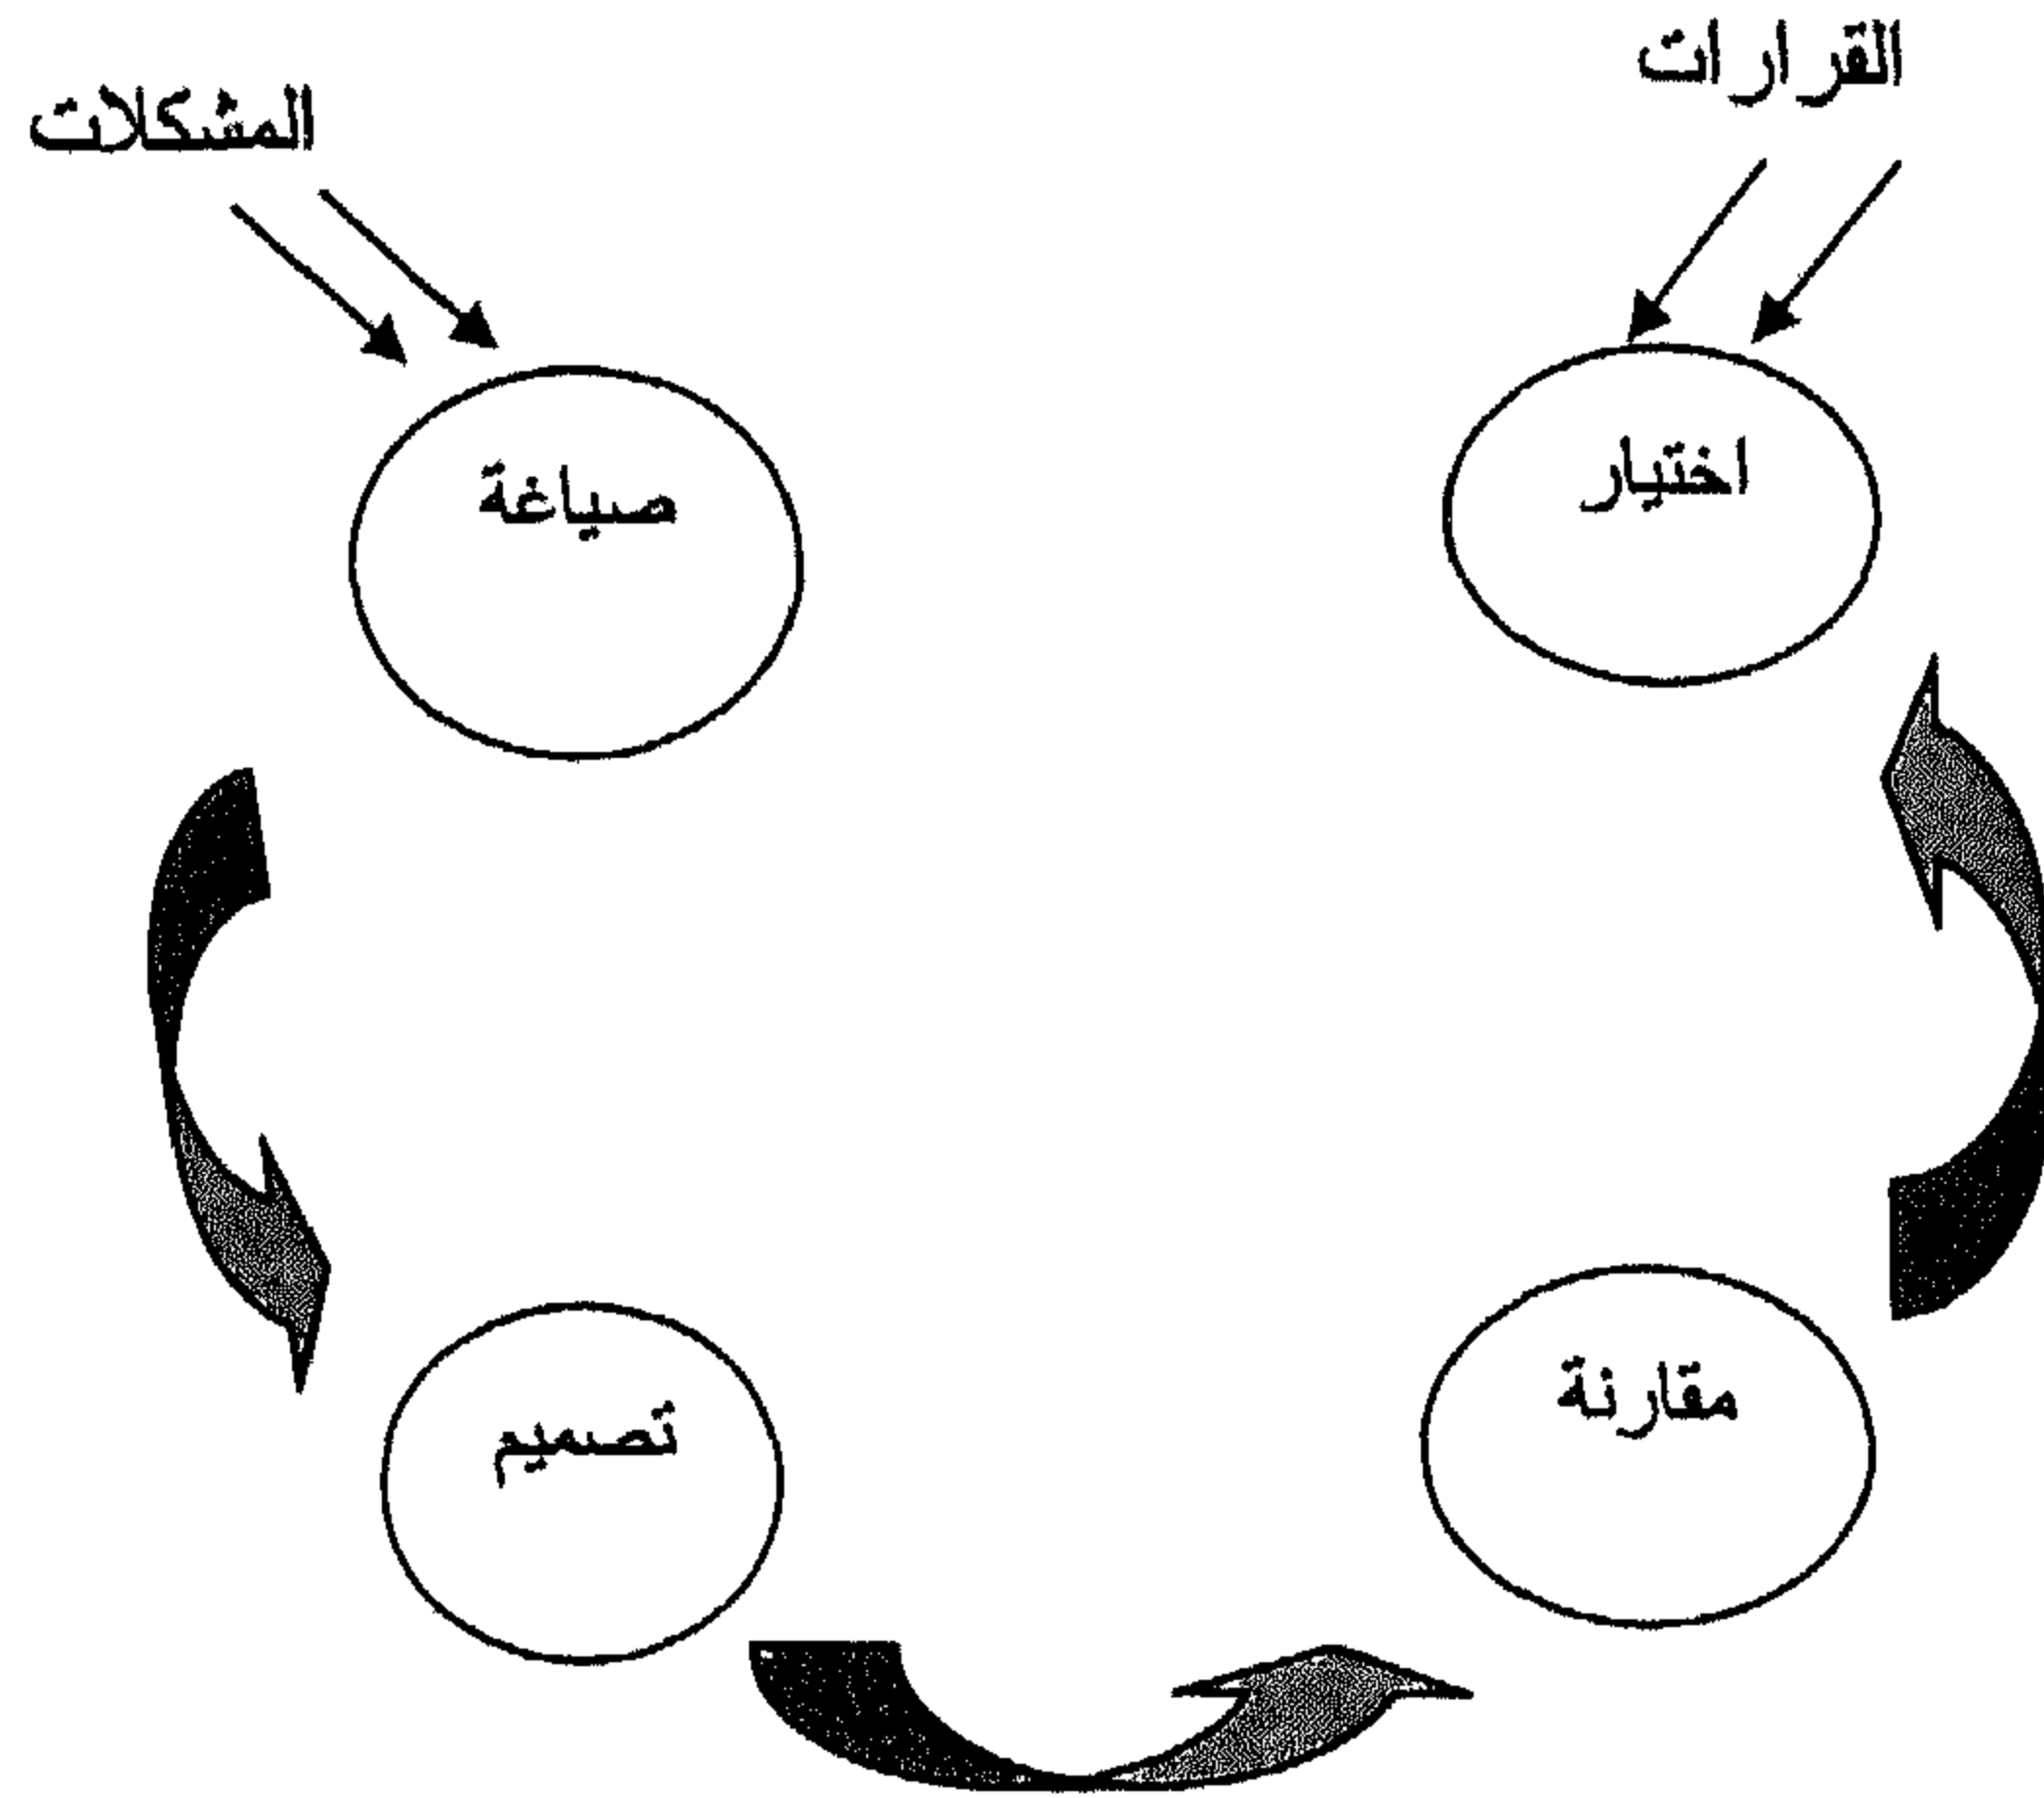 القرارات
المشكلات
اختيار
صياغة
مقارنة
تصميم